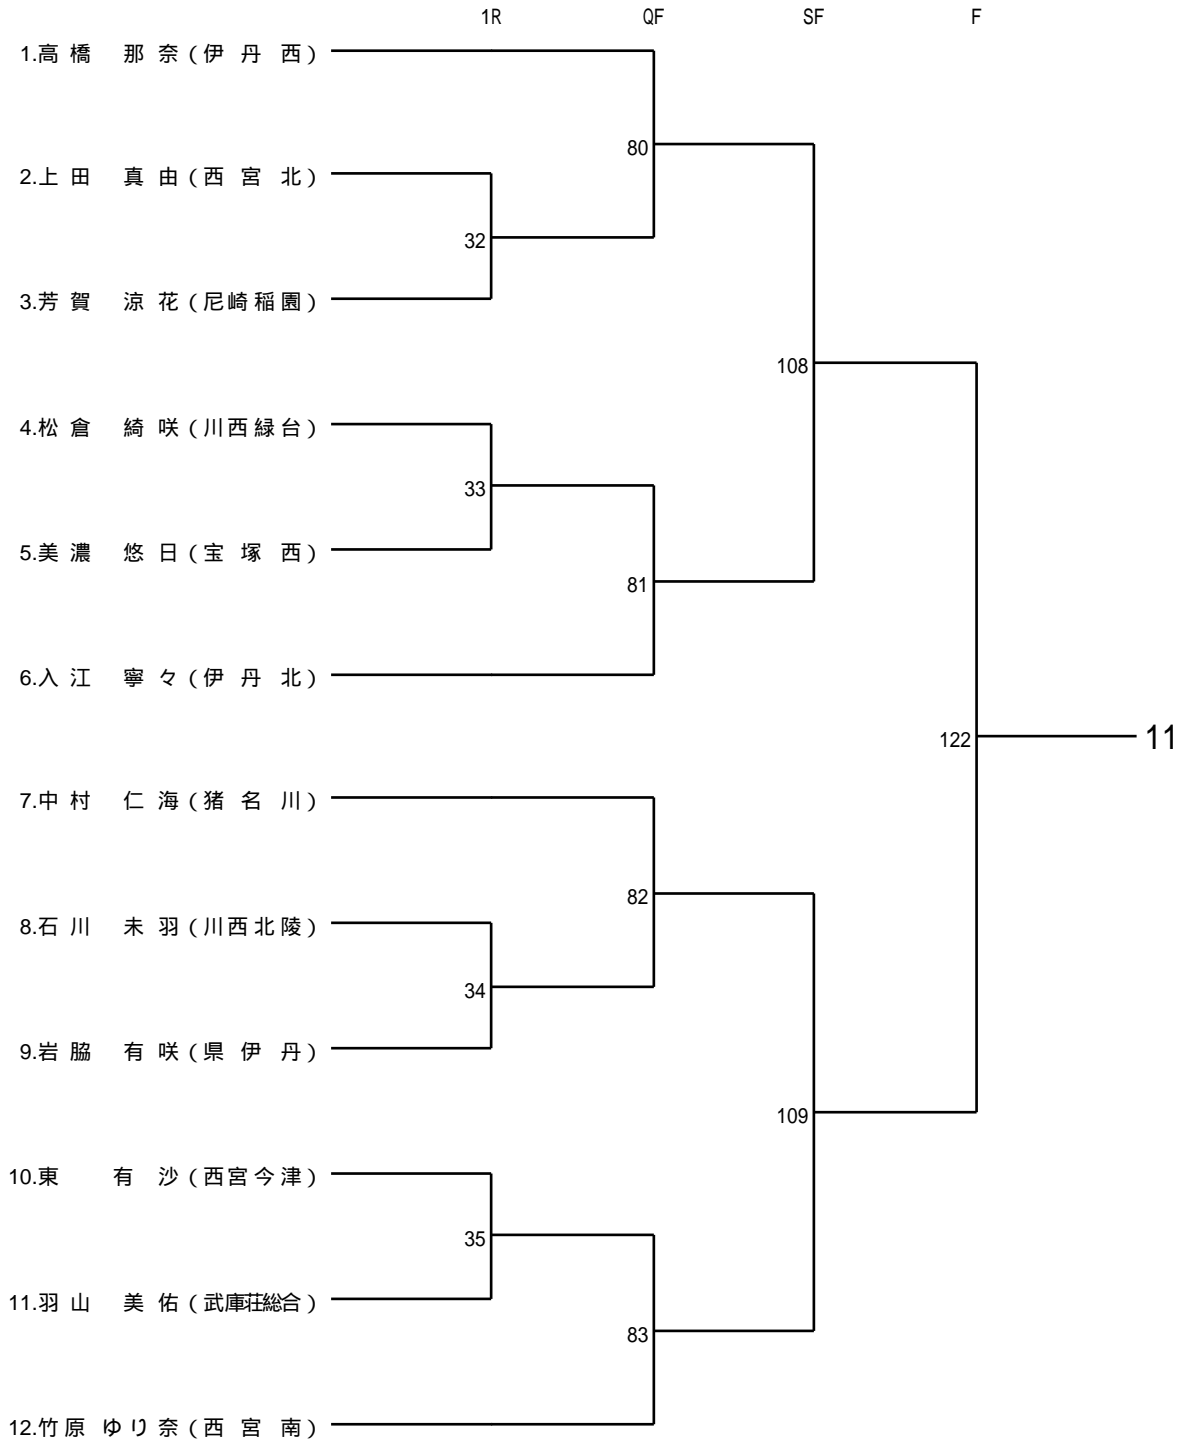 1R QF SF F
1.高橋 那奈(伊丹西)
80
2.上田 真由(西宮北)
32
3.芳賀 涼花(尼崎稲園)
108
4.松倉 綺咲(川西緑台)
33
5.美濃 悠日(宝塚西)
81
6.入江 寧々(伊丹北)
122 11
7.中村 仁海(猪名川)
82
8.石川 未羽(川西北陵)
34
9.岩脇 有咲(県伊丹)
109
10.東 有沙(西宮今津)
35
11.羽山 美佑(武庫荘総合)
83
12.竹原 ゆり奈(西宮南)